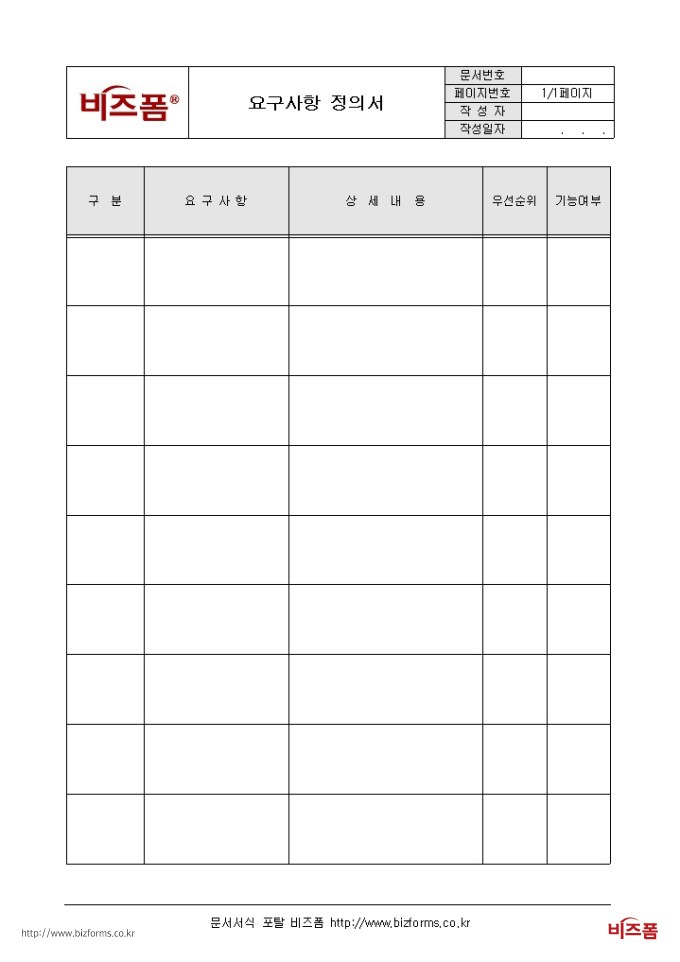 비즈폼®
요구사항 정의서
문서번호
페이지번호 1/1페이지
작 성 자
작성일자 . . .
구 분 요 구 사 항 상 세 내 용 우선순위 기능여부
문서서식 포탈 비즈폼 http://www.bizforms.co.kr
http://www.bizforms.co.kr
비즈폼